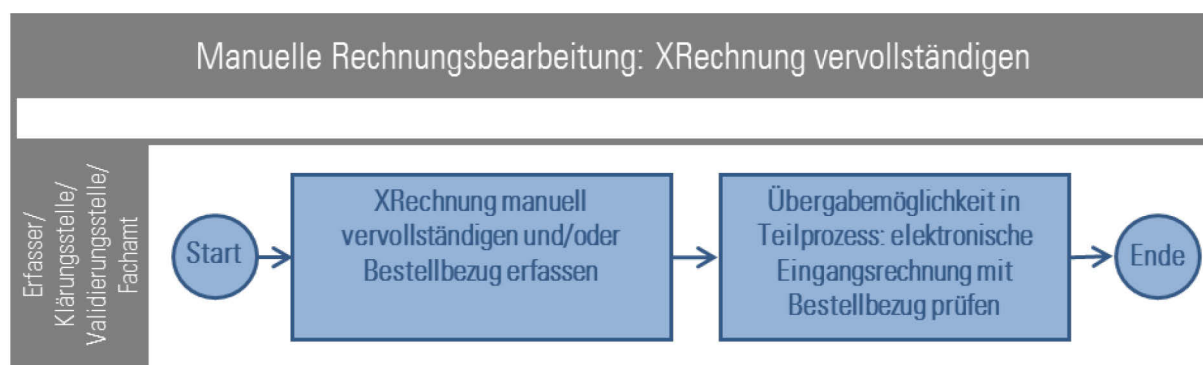 Manuelle Rechnungsbearbeitung: XRechnung vervollständigen
Erfasser/
Klärungsstelle/
Validierungsstelle/
Fachamt
Start
XRechnung manuell
vervollständigen und/oder
Bestellbezug erfassen
Übergabemöglichkeit in
Teilprozess: elektronische
Eingangsrechnung mit
Bestellbezug prüfen
Ende